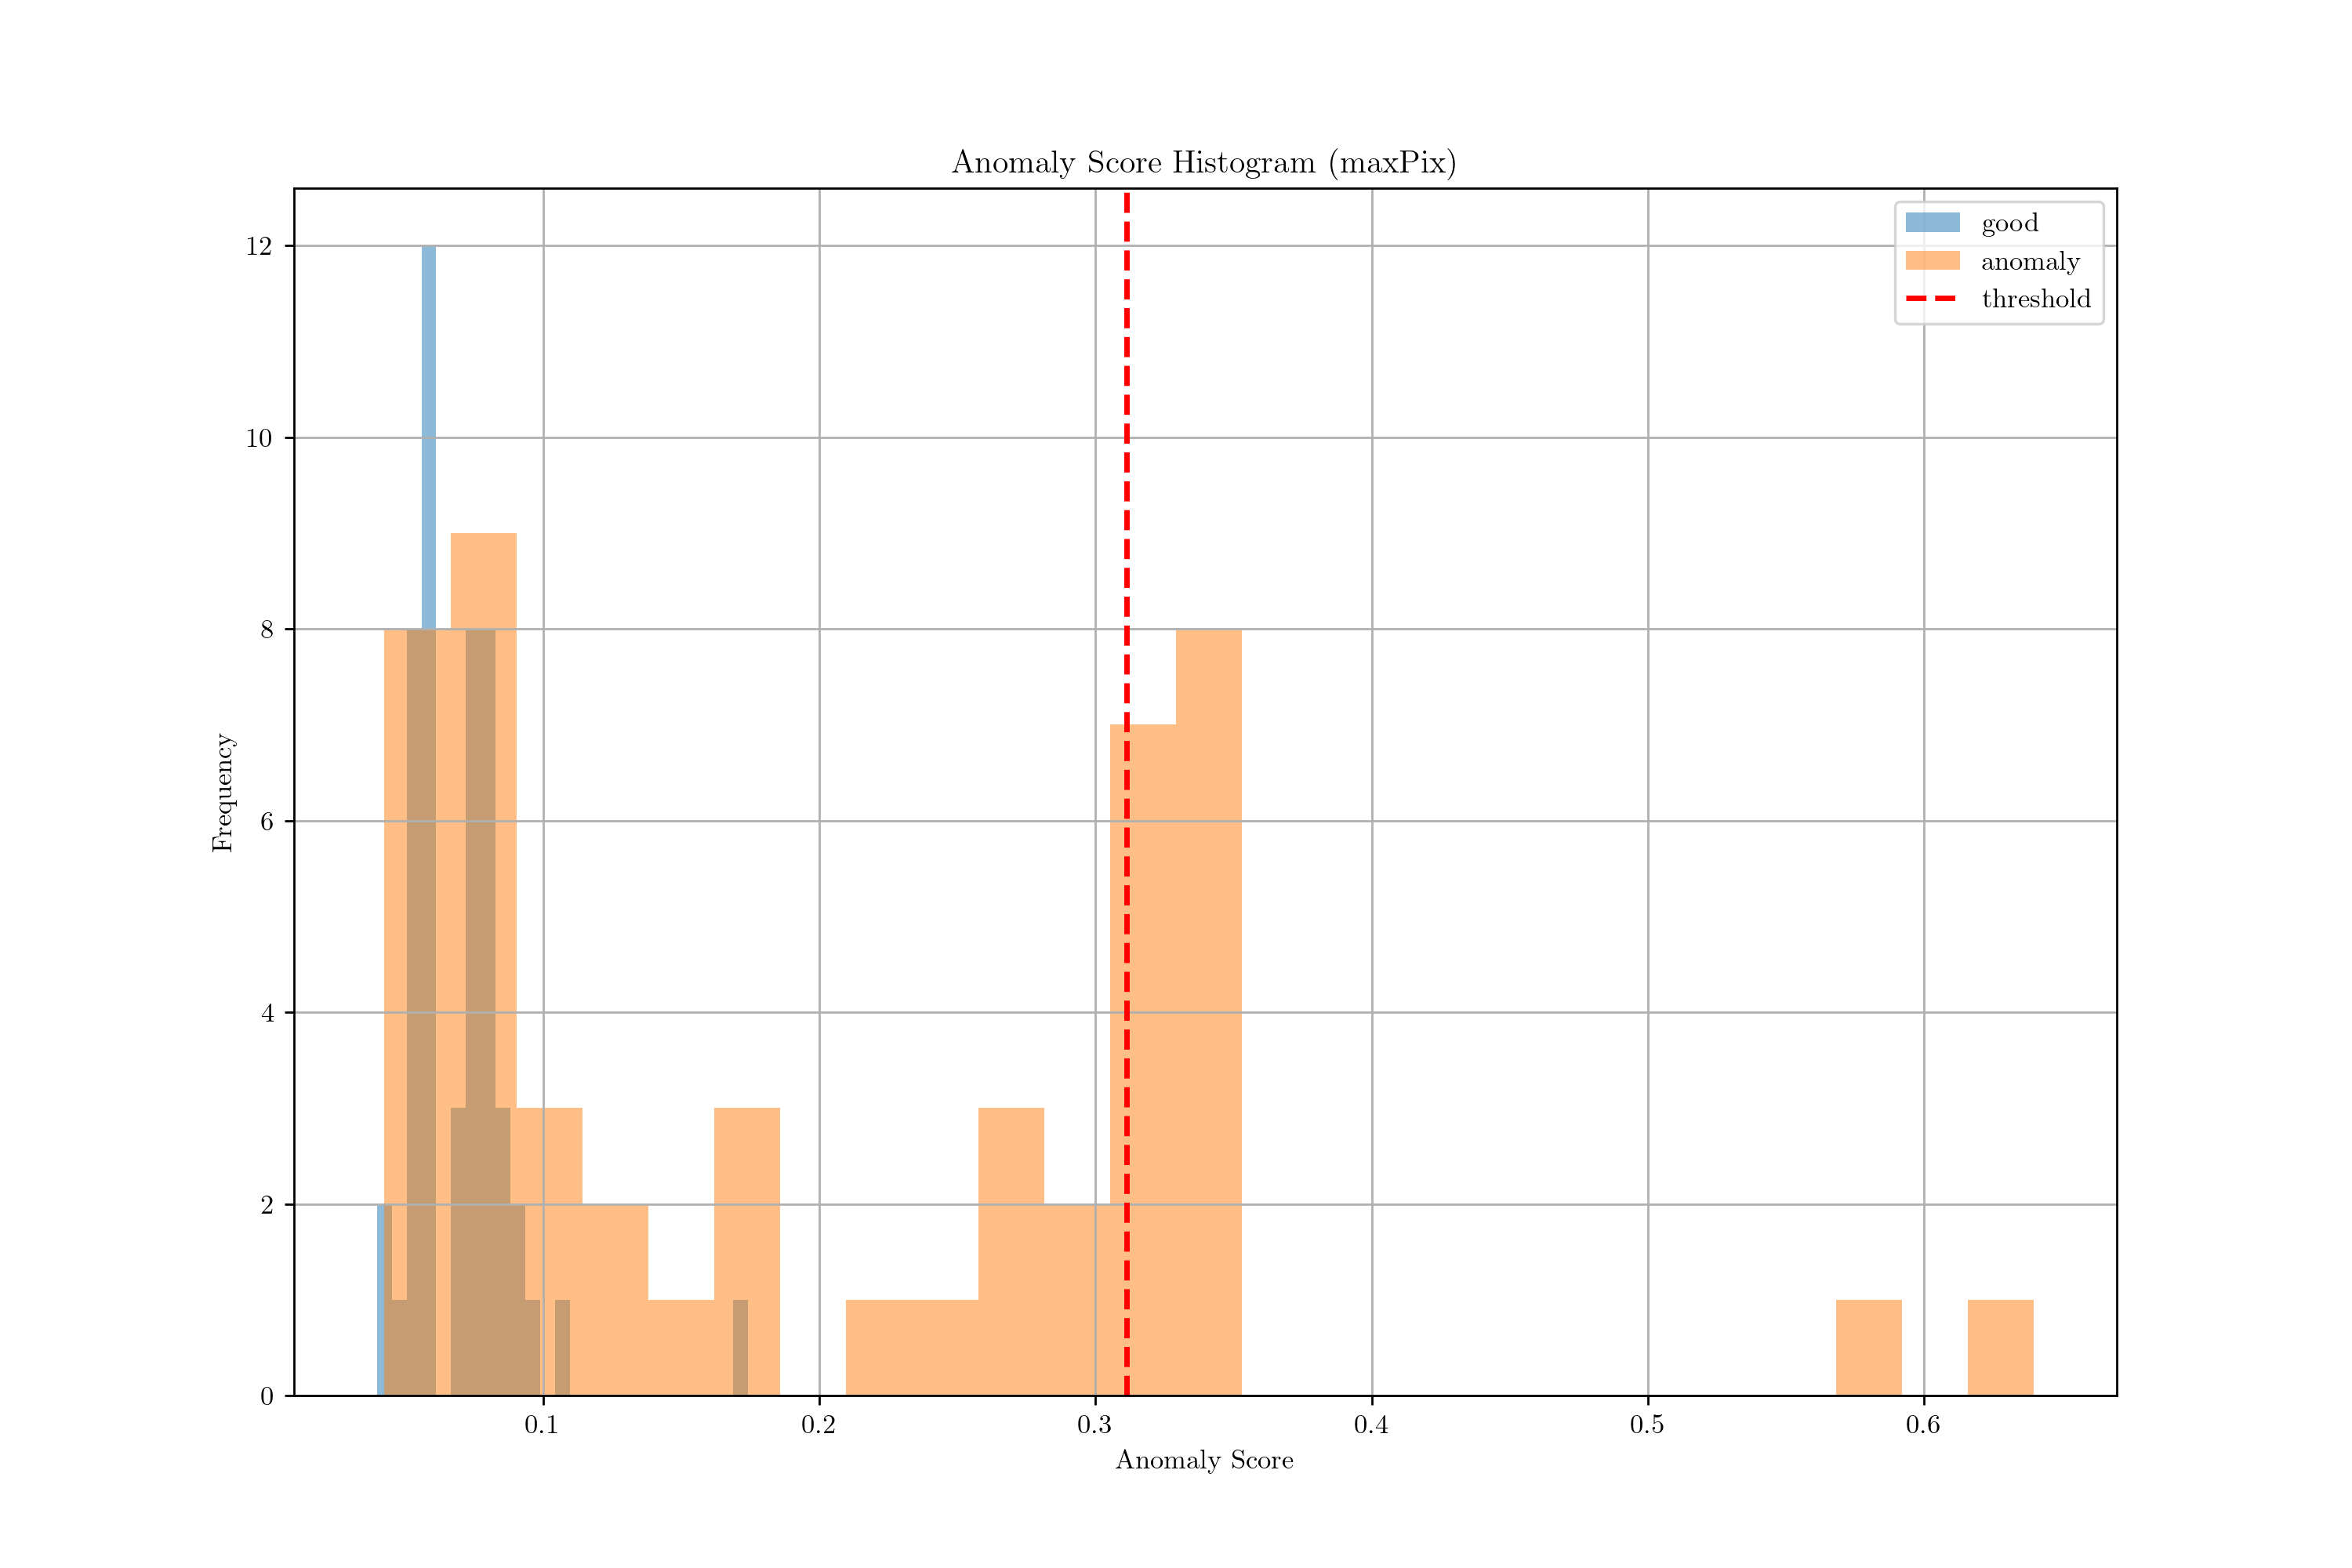 Anomaly Score Histogram (maxPix)
good
anomaly
threshold
12
10
8
6
4
2
0
Frequency
0.1 0.2 0.3 0.4 0.5 0.6
Anomaly Score